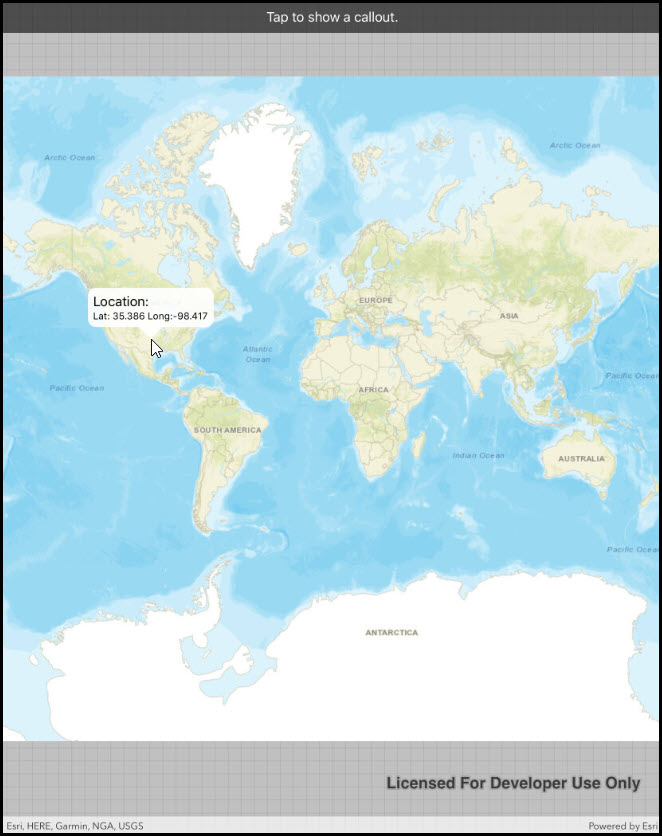 Tap to show a callout.
Arctic Ocean
Arctic Ocean
Location:
Lat: 35.386 Long:-98.417
EUROPE
ASIA
Atlantic
Ocean
Pacific Ocean
Pacific Ocea
AFRICA
SOUTH AMERICA
Indian Ocean
AUSTRALIA
Pacific Ocea
ANTARCTICA
Licensed For Developer Use Only
Esri, HERE, Garmin, NGA, USGS
Powered by Esri